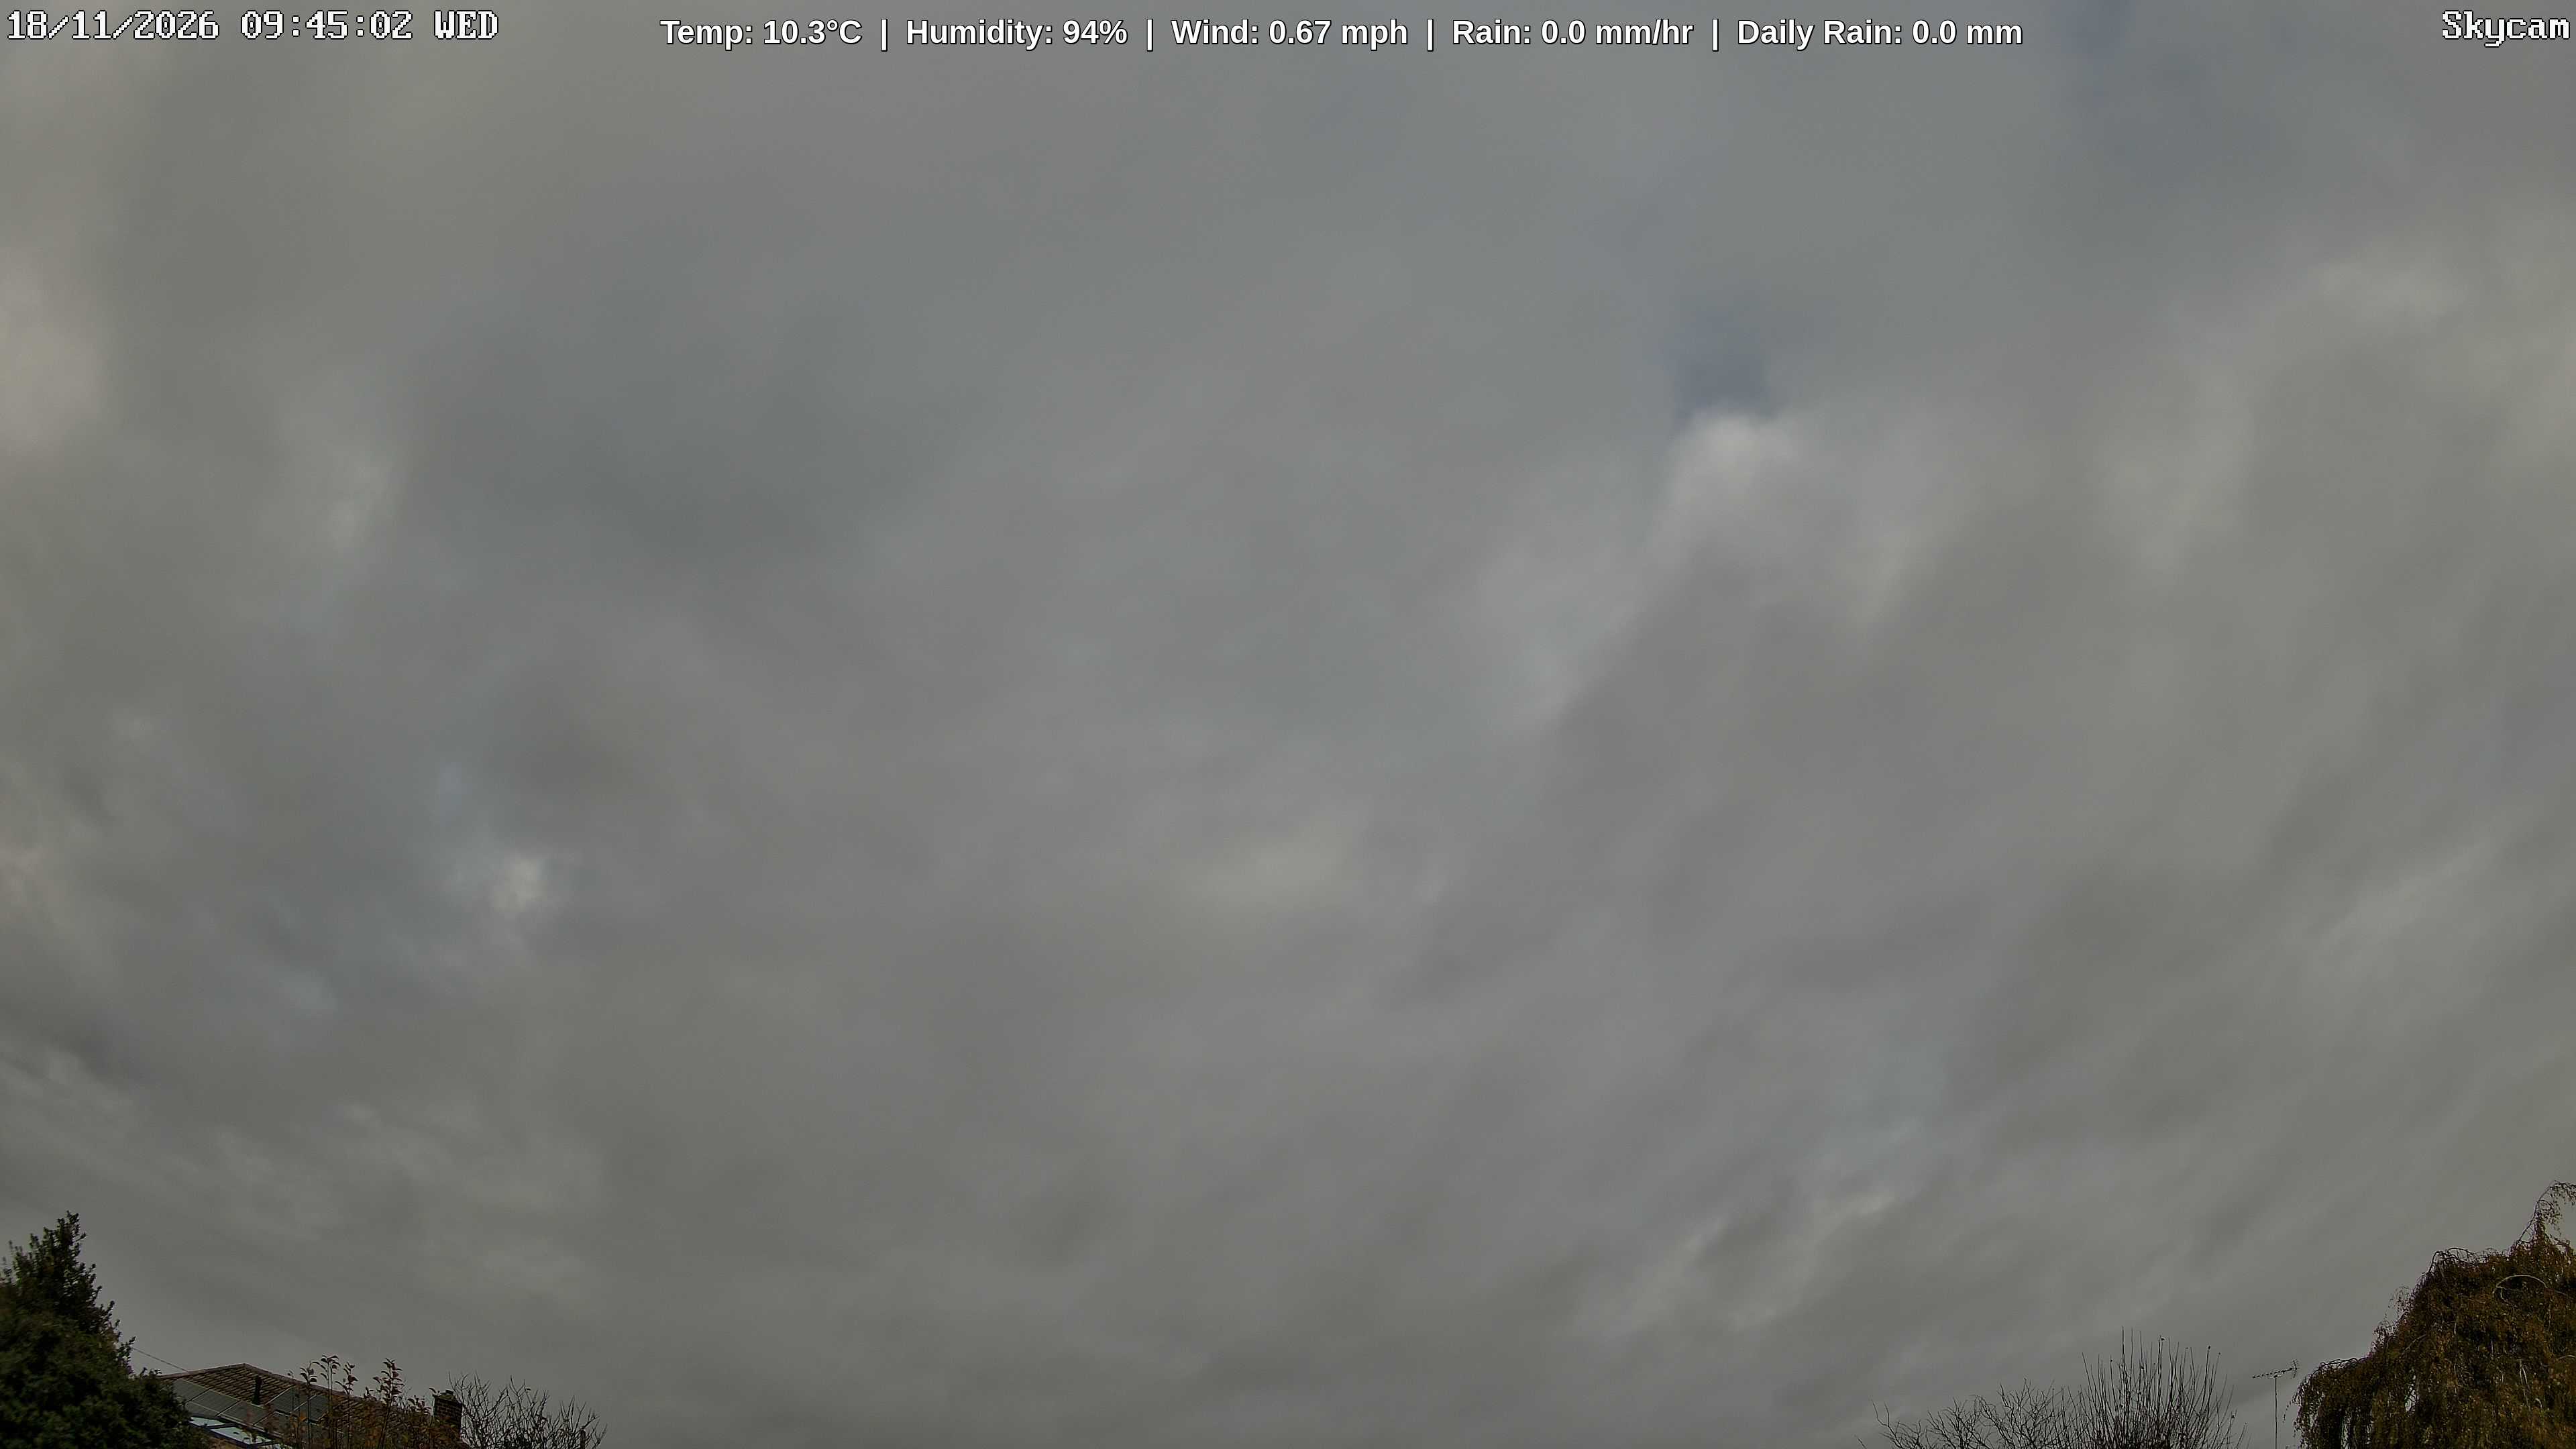 18/11/2026 09:45:02 WED
Temp: 10.3°C | Humidity: 94% | Wind: 0.67 mph | Rain: 0.0 mm/hr | Daily Rain: 0.0 mm
Skycam